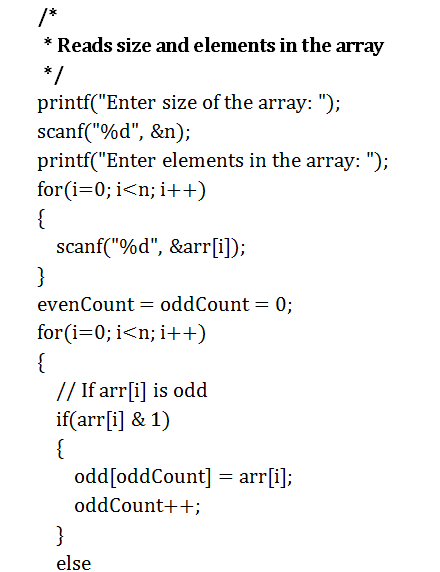 /*
* Reads size and elements in the array
*/
printf("Enter size of the array: ");
scanf("%d", &n);
printf("Enter elements in the array: ");
for(i=0; i<n; i++)
{
scanf("%d", &arr[i]);
}
evenCount = oddCount = 0;
for(i=0; i<n; i++)
{
// If arr[i] is odd
if(arr[i] & 1)
{
odd[oddCount] = arr[i];
oddCount++;
}
else